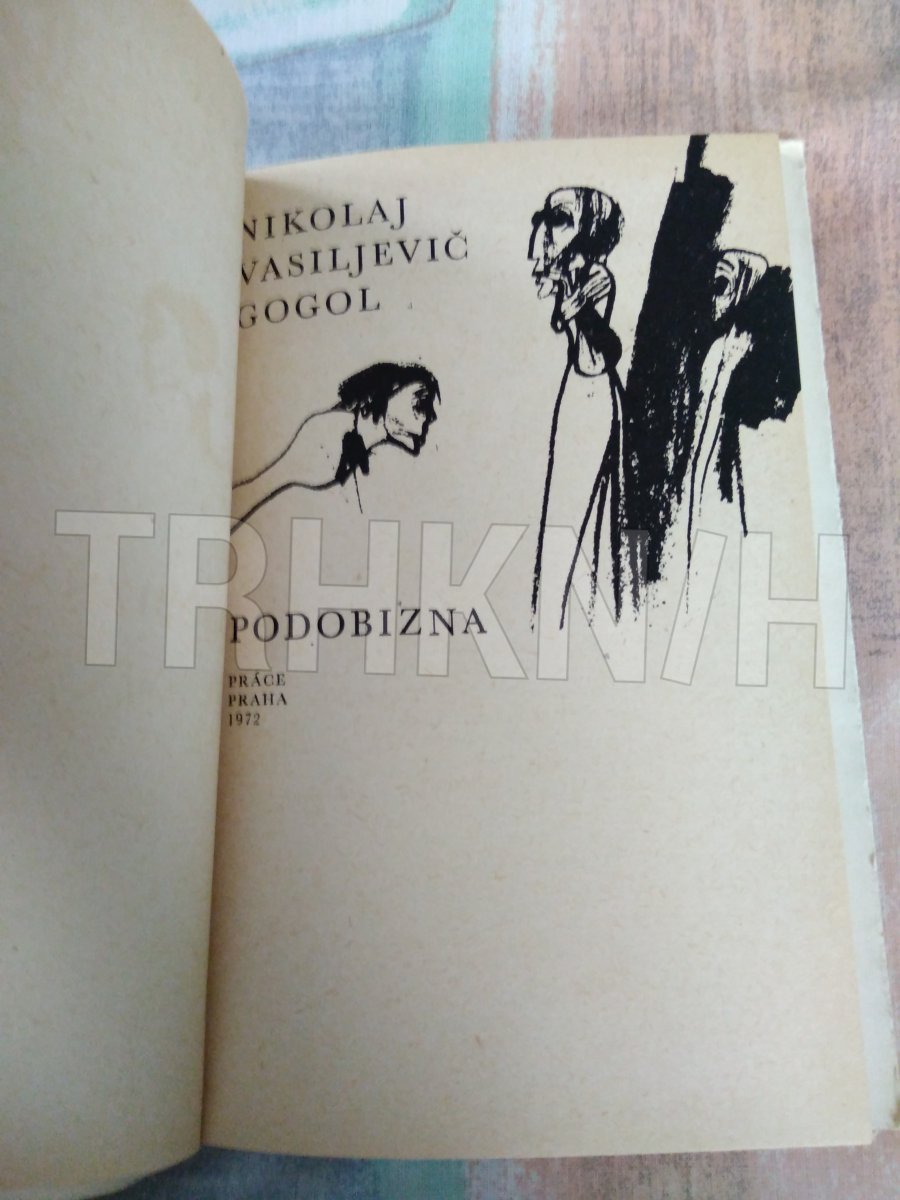 NIKOLAJ
VASILJEVIČ
GOGOL
PODOBIZNA
PRÁCE
PRAHA
1972
TRHKNIH